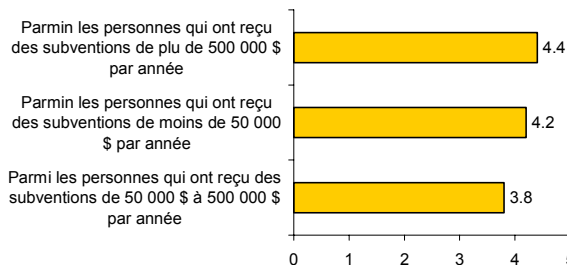 Parmin les personnes qui ont reçu
des subventions de plu de 500 000 $
par année
4.4
Parmin les personnes qui ont reçu
des subventions de moins de 50 000
$ par année
4.2
Parmi les personnes qui ont reçu des
subventions de 50 000 $ à 500 000 $
par année
3.8
0 1 2 3 4